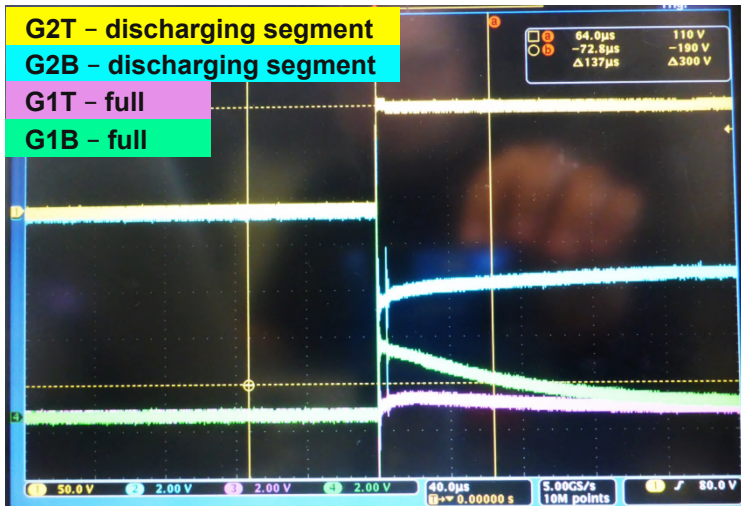 G2T – discharging segment
G2B – discharging segment
G1T – full
G1B – full
a
a 64.0µs 110 V
b −72.8µs −190 V
Δ137µs Δ300 V
1
4
1 50.0 V 2 2.00 V 3 2.00 V 4 2.00 V
40.0µs
T→▼ 0.00000 s
5.00GS/s
10M points
1 80.0 V